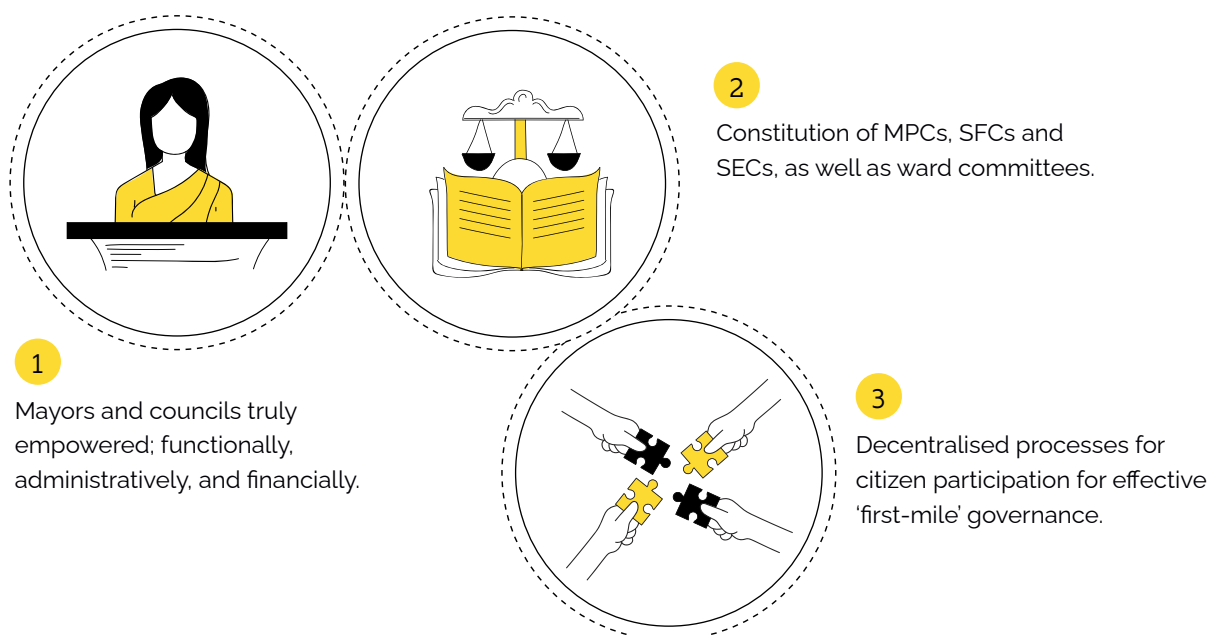 1
Mayors and councils truly
empowered; functionally,
administratively, and financially.
2
Constitution of MPCs, SFCs and
SECs, as well as ward committees.
3
Decentralised processes for
citizen participation for effective
‘first-mile’ governance.